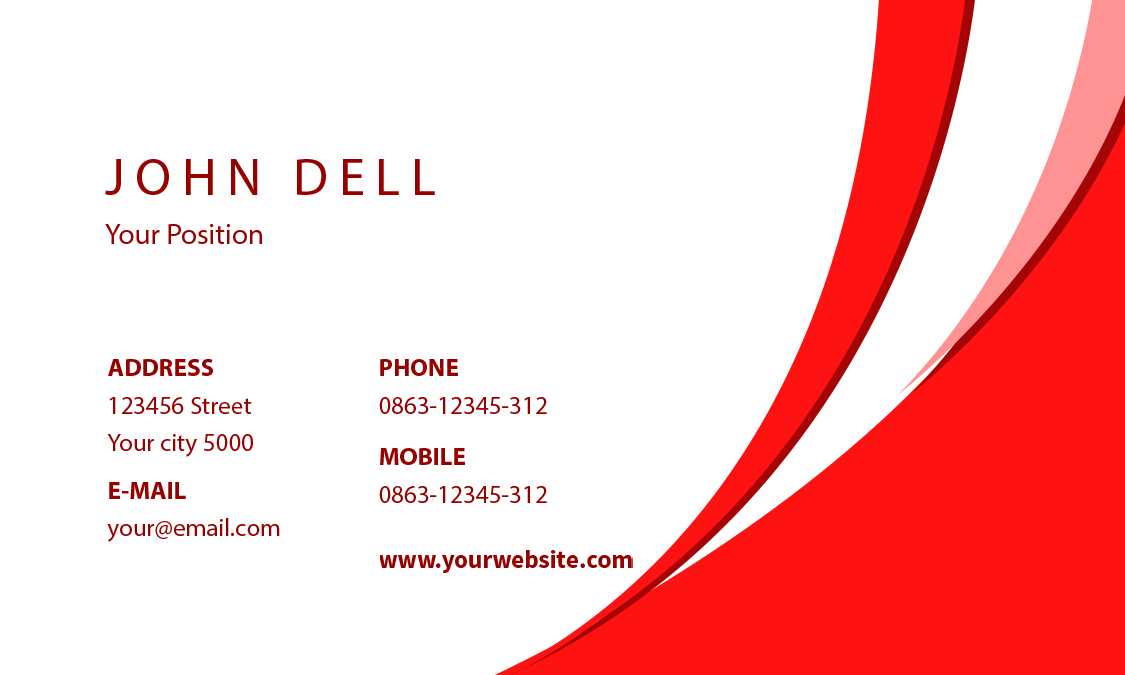 JOHN DELL
Your Position
ADDRESS
123456 Street
Your city 5000
E-MAIL
your@email.com
PHONE
0863-12345-312
MOBILE
0863-12345-312
www.yourwebsite.com